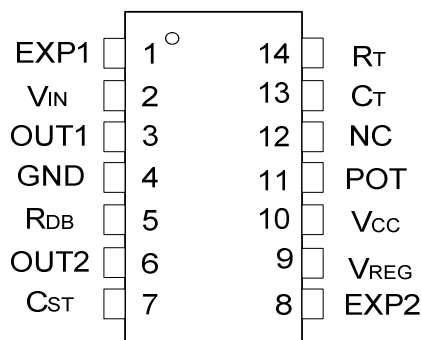 EXP1 1 14 RT
VIN 2 13 CT
OUT1 3 12 NC
GND 4 11 POT
RDB 5 10 VCC
OUT2 6 9 VREG
CST 7 8 EXP2